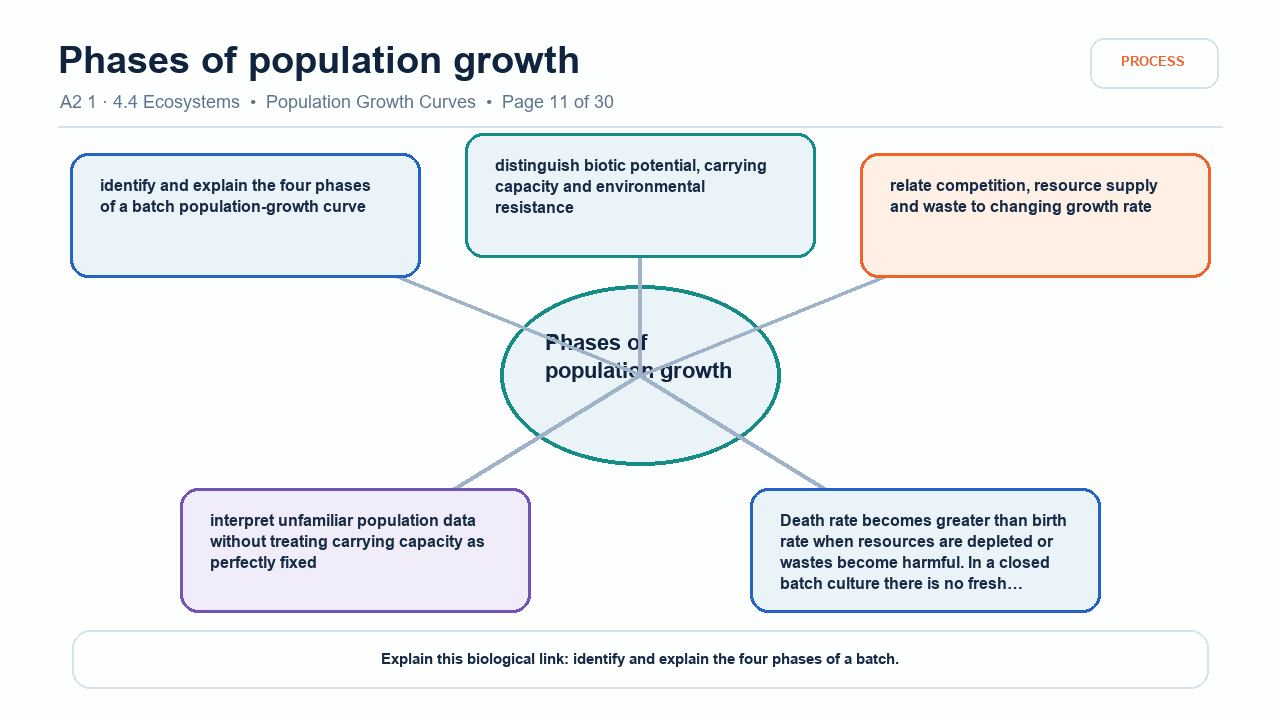 Phases of population growth
PROCESS
A2 1 · 4.4 Ecosystems • Population Growth Curves • Page 11 of 30
identify and explain the four phases
of a batch population-growth curve
distinguish biotic potential, carrying
capacity and environmental
resistance
relate competition, resource supply
and waste to changing growth rate
Phases of
population growth
interpret unfamiliar population data
without treating carrying capacity as
perfectly fixed
Death rate becomes greater than birth
rate when resources are depleted or
wastes become harmful. In a closed
batch culture there is no fresh…
Explain this biological link: identify and explain the four phases of a batch.